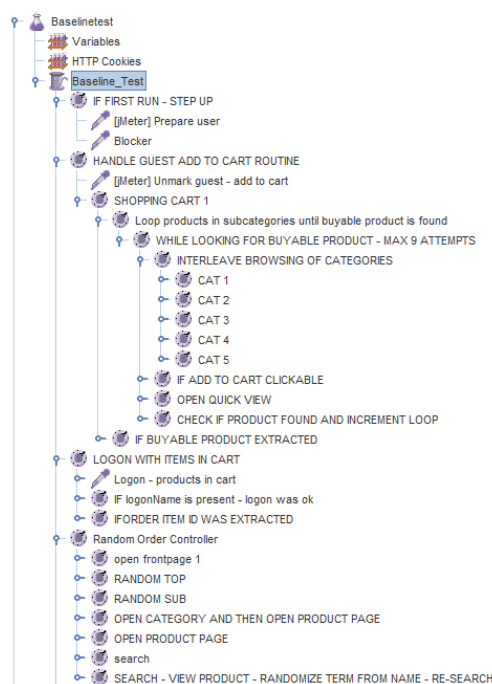 Baselinetest
Variables
HTTP Cookies
Baseline_Test
IF FIRST RUN - STEP UP
[jMeter] Prepare user
Blocker
HANDLE GUEST ADD TO CART ROUTINE
[jMeter] Unmark guest - add to cart
SHOPPING CART 1
Loop products in subcategories until buyable product is found
WHILE LOOKING FOR BUYABLE PRODUCT - MAX 9 ATTEMPTS
INTERLEAVE BROWSING OF CATEGORIES
CAT 1
CAT 2
CAT 3
CAT 4
CAT 5
IF ADD TO CART CLICKABLE
OPEN QUICK VIEW
CHECK IF PRODUCT FOUND AND INCREMENT LOOP
IF BUYABLE PRODUCT EXTRACTED
LOGON WITH ITEMS IN CART
Logon - products in cart
IF logonName is present - logon was ok
IFORDER ITEM ID WAS EXTRACTED
Random Order Controller
open frontpage 1
RANDOM TOP
RANDOM SUB
OPEN CATEGORY AND THEN OPEN PRODUCT PAGE
OPEN PRODUCT PAGE
search
SEARCH - VIEW PRODUCT - RANDOMIZE TERM FROM NAME - RE-SEARCH